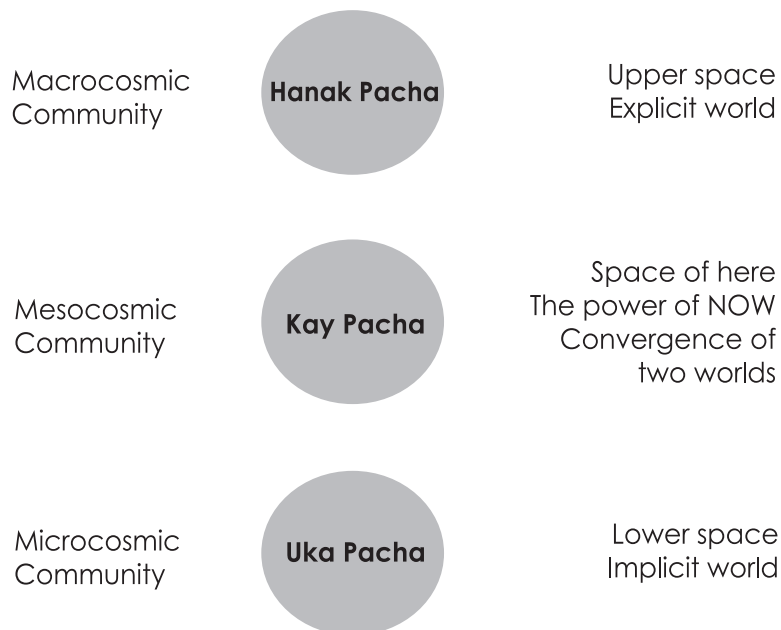 Macrocosmic
Community
Hanak Pacha
Upper space
Explicit world
Mesocosmic
Community
Kay Pacha
Space of here
The power of NOW
Convergence of
two worlds
Microcosmic
Community
Uka Pacha
Lower space
Implicit world